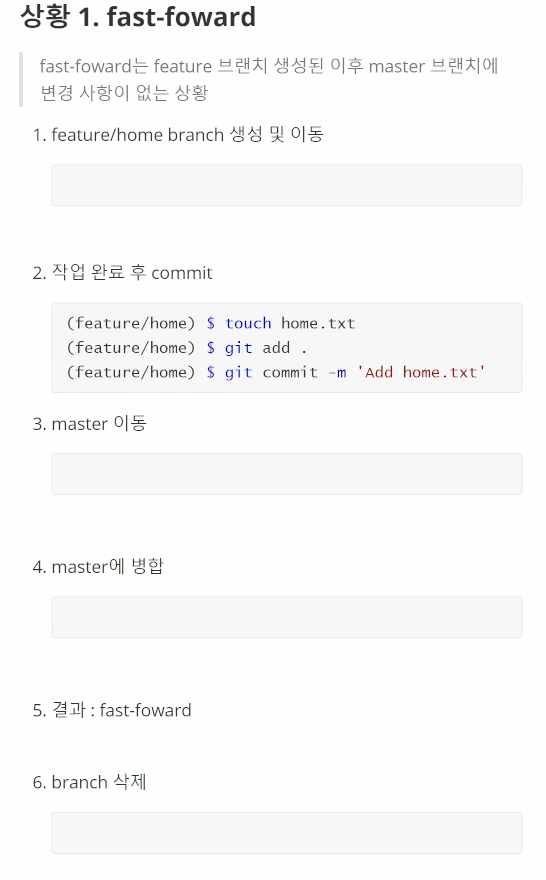 상황 1. fast-foward
fast-foward는 feature 브랜치 생성된 이후 master 브랜치에
변경 사항이 없는 상황
1. feature/home branch 생성 및 이동
2. 작업 완료 후 commit
(feature/home) $ touch home.txt
(feature/home) $ git add .
(feature/home) $ git commit -m 'Add home.txt'
3. master 이동
4. master에 병합
5. 결과 : fast-foward
6. branch 삭제